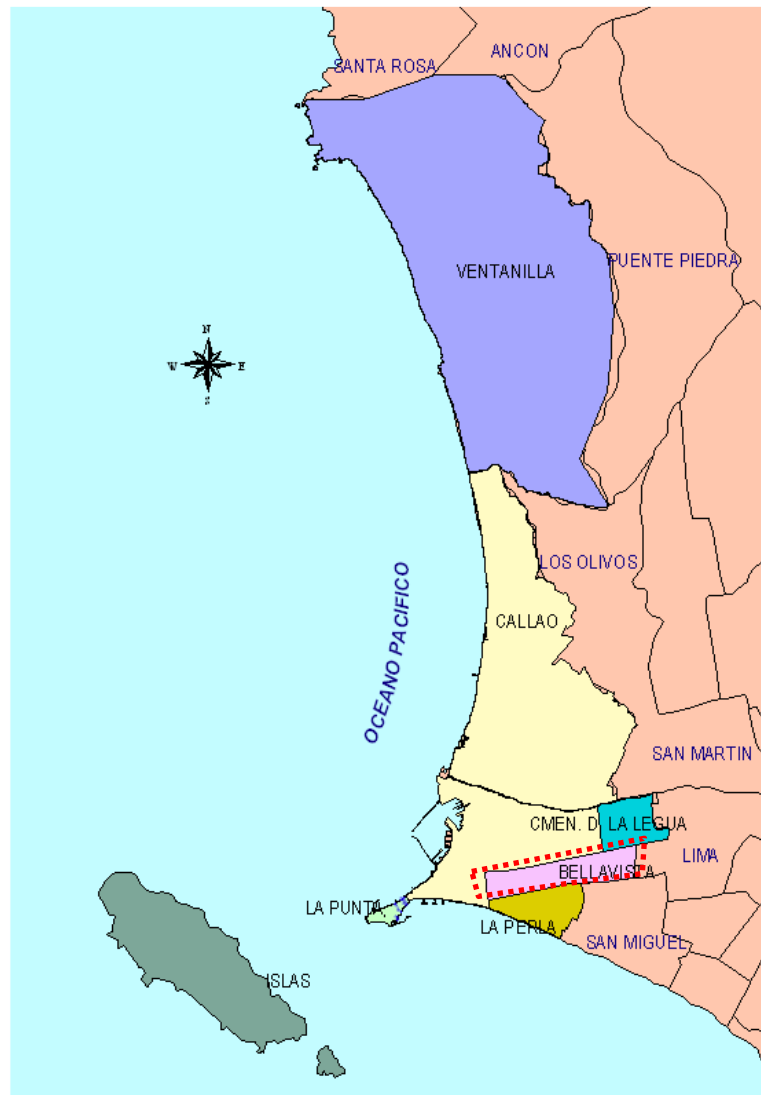 ANCON
SANTA ROSA
PUENTE PIEDRA
VENTANILLA
N
W E
S
LOS OLIVOS
OCEANO PACIFICO
CALLAO
SAN MARTIN
CMEN. D LA LEGUA
LIMA
BELLAVISTA
LA PUNTA
LA PERLA
SAN MIGUEL
ISLAS